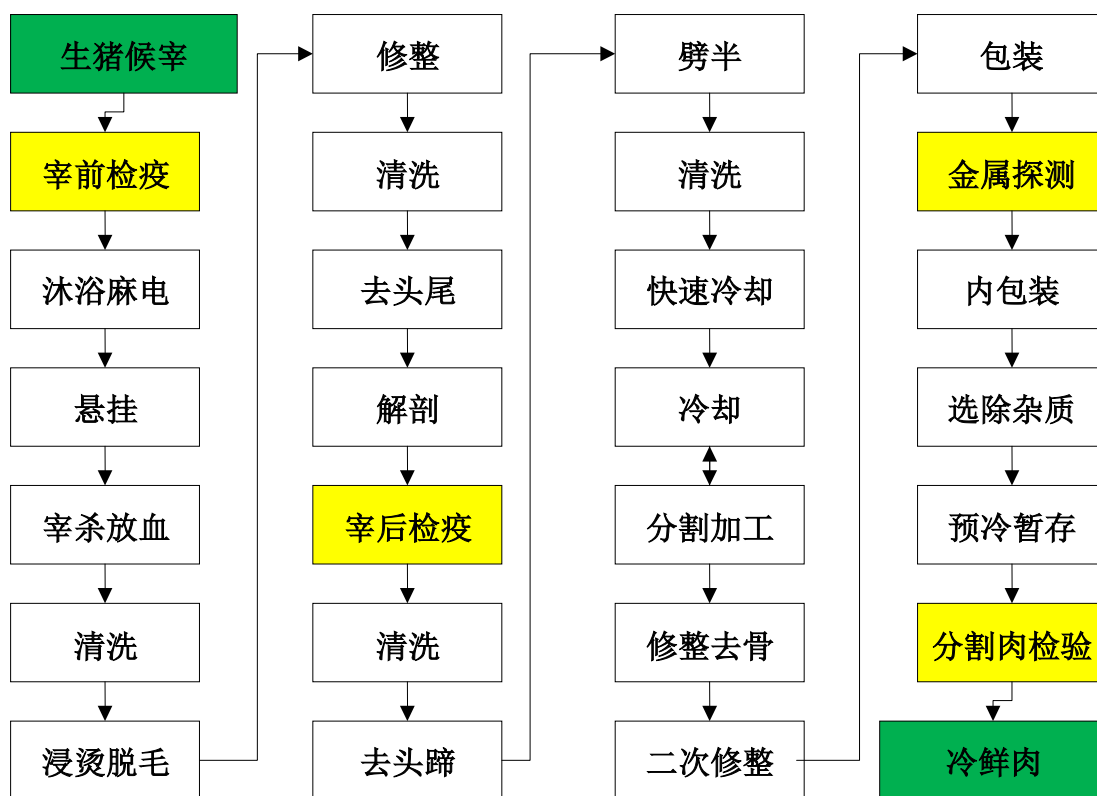 生猪候宰
宰前检疫
沐浴麻电
悬挂
宰杀放血
清洗
浸烫脱毛
修整
清洗
去头尾
解剖
宰后检疫
清洗
去头蹄
劈半
清洗
快速冷却
冷却
分割加工
修整去骨
二次修整
包装
金属探测
内包装
选除杂质
预冷暂存
分割肉检验
冷鲜肉